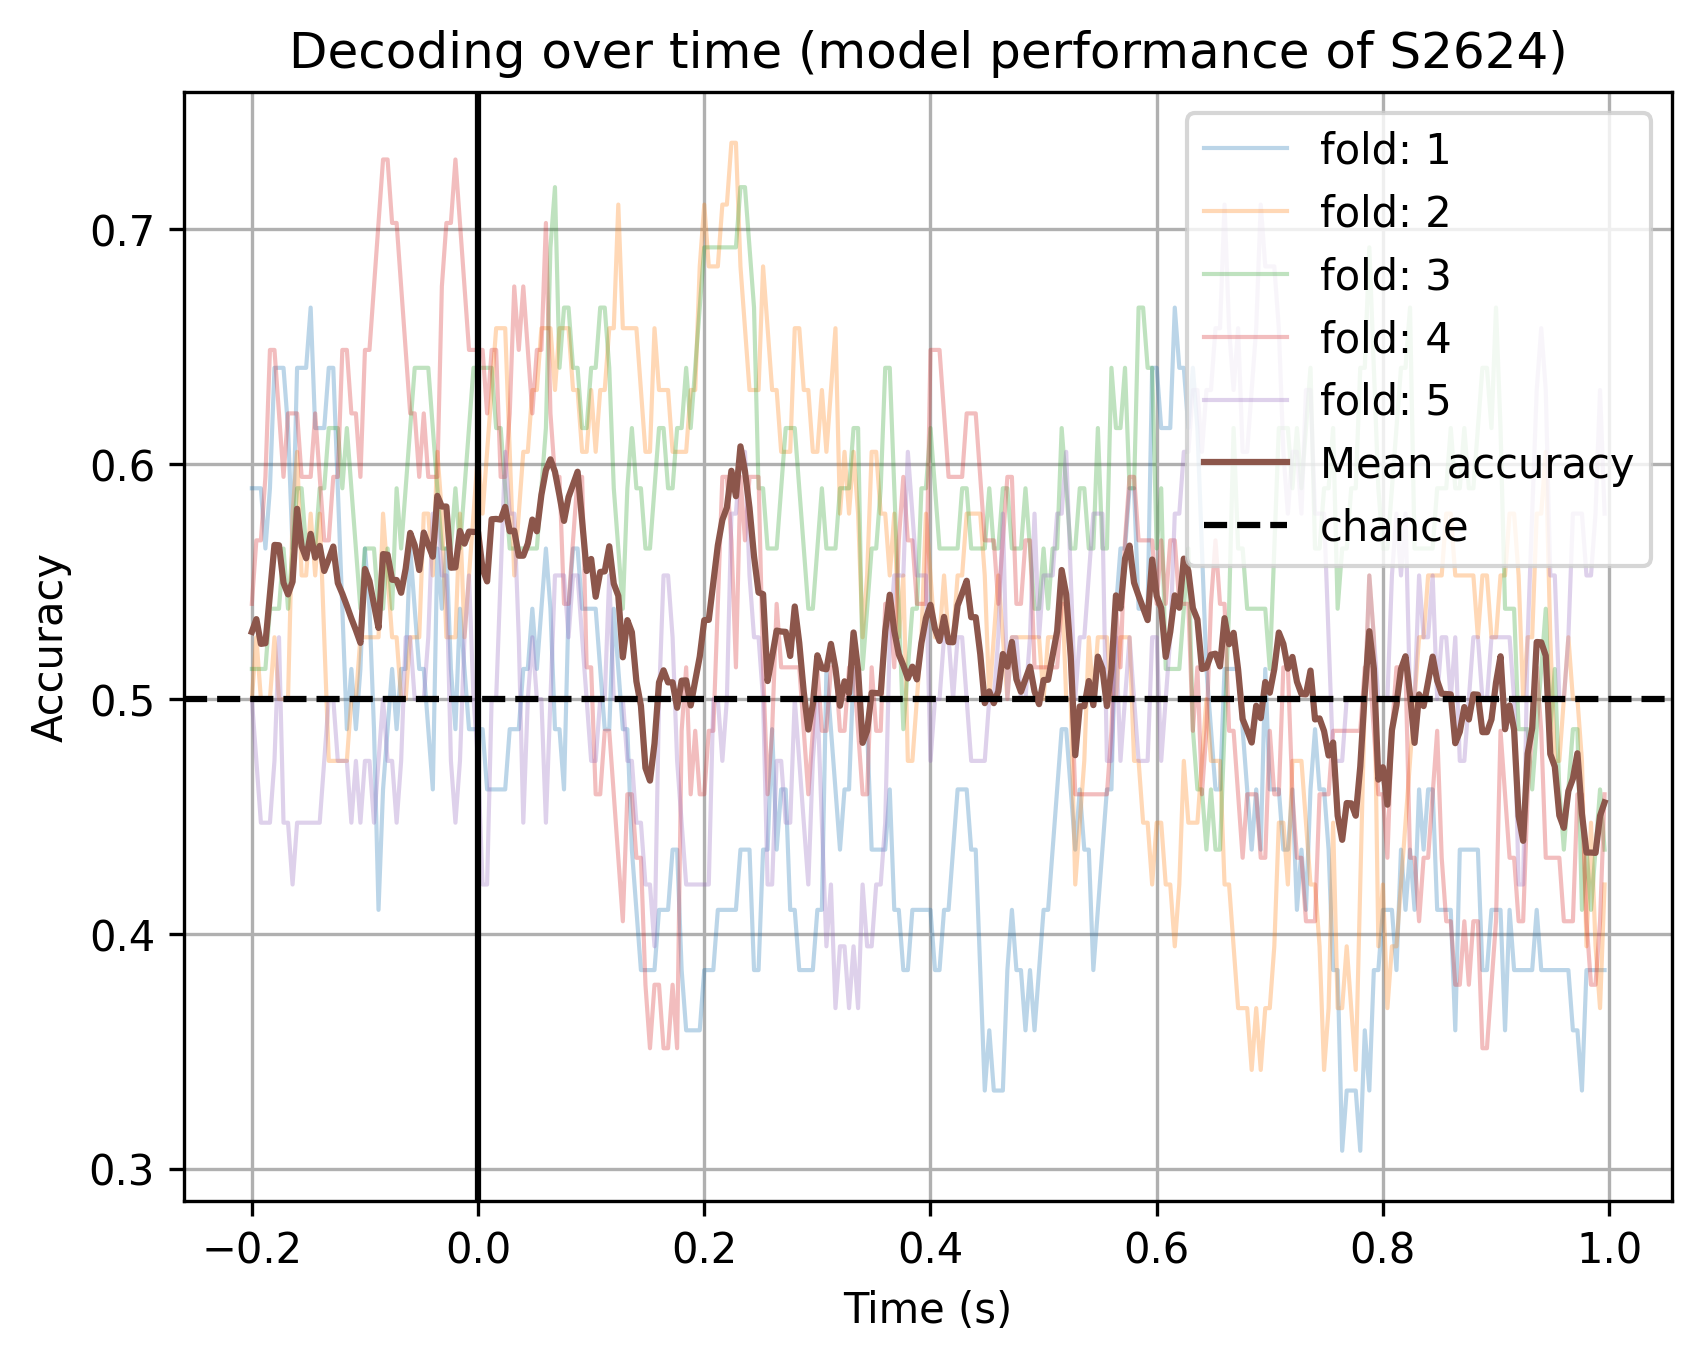 Decoding over time (model performance of S2624)
fold: 1
fold: 2
fold: 3
fold: 4
fold: 5
Mean accuracy
chance
Accuracy
0.7
0.6
0.5
0.4
0.3
−0.2 0.0 0.2 0.4 0.6 0.8 1.0
Time (s)